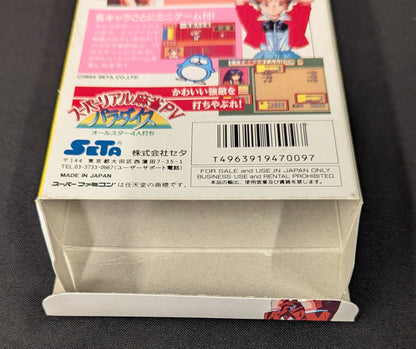 各キャラごとにミニゲーム付!
©1995 SETA CO.,LTD.
かわいい強敵を
打ちやぶれ!
スーパーリアル麻雀PV
パラダイス
オールスター4人打ち
SETA 株式会社セタ
〒144 東京都大田区西蒲田7-35-1
TEL.03-3733-0667(ユーザーサポート電話)
MADE IN JAPAN
スーパーファミコンは任天堂の商標です。
T4963919470097
FOR SALE and USE IN JAPAN ONLY.
BUSINESS USE and RENTAL PROHIBITED.
本品の輸出、使用営業及び賃貸を禁じます。